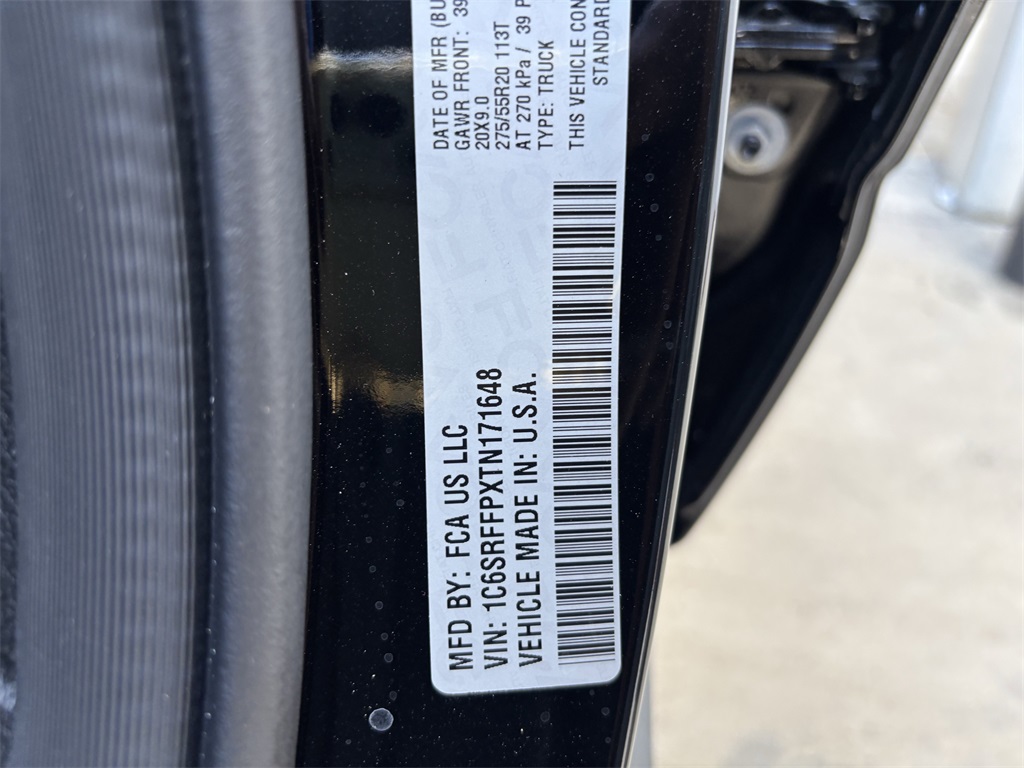 MFD BY: FCA US LLC
VIN: 1C6SRFFPXTN171648
VEHICLE MADE IN: U.S.A.
DATE OF MFR (BU
GAWR FRONT: 39
20X9.0
275/55R20 113T
AT 270 kPa / 39 P
TYPE: TRUCK
THIS VEHICLE CON
STANDARD